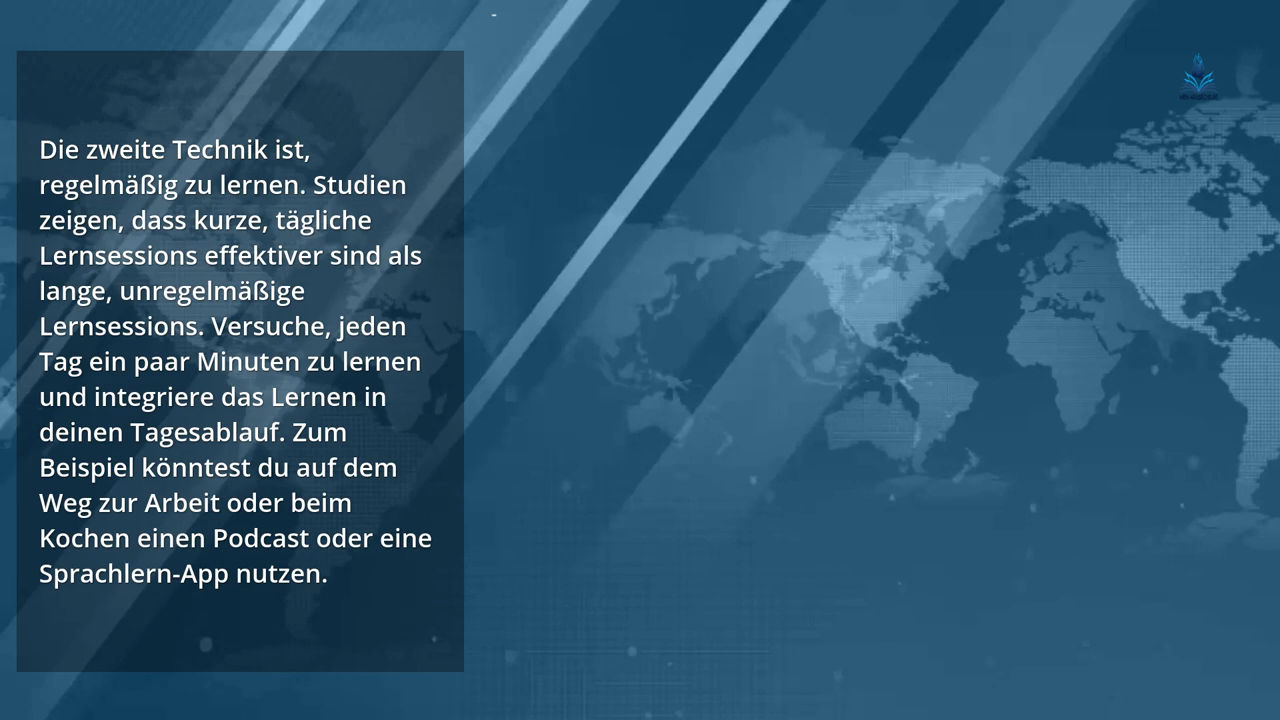 Die zweite Technik ist,
regelmäßig zu lernen. Studien
zeigen, dass kurze, tägliche
Lernsessions effektiver sind als
lange, unregelmäßige
Lernsessions. Versuche, jeden
Tag ein paar Minuten zu lernen
und integriere das Lernen in
deinen Tagesablauf. Zum
Beispiel könntest du auf dem
Weg zur Arbeit oder beim
Kochen einen Podcast oder eine
Sprachlern-App nutzen.